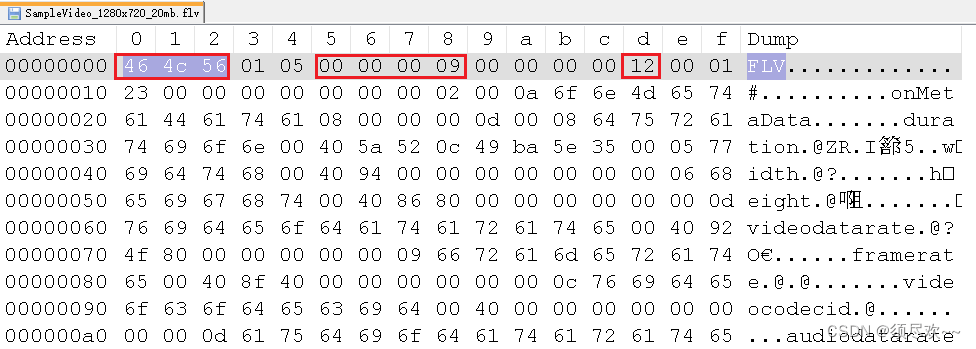 SampleVideo_1280x720_20mb.flv
Address 0 1 2 3 4 5 6 7 8 9 a b c d e f Dump
00000000 46 4c 56 01 05 00 00 00 09 00 00 00 00 12 00 01 FLV.............
00000010 23 00 00 00 00 00 00 00 02 00 0a 6f 6e 4d 65 74 #..........onMet
00000020 61 44 61 74 61 08 00 00 00 0d 00 08 64 75 72 61 aData.......dura
00000030 74 69 6f 6e 00 40 5a 52 0c 49 ba 5e 35 00 05 77 tion.@ZR.I篰5..w
00000040 69 64 74 68 00 40 94 00 00 00 00 00 00 00 06 68 idth.@?.......h
00000050 65 69 67 68 74 00 40 86 80 00 00 00 00 00 00 0d eight.@唨.......
00000060 76 69 64 65 6f 64 61 74 61 72 61 74 65 00 40 92 videodatarate.@?
00000070 4f 80 00 00 00 00 00 09 66 72 61 6d 65 72 61 74 O€......framerat
00000080 65 00 40 8f 40 00 00 00 00 00 00 0c 76 69 64 65 e.@.@.......vide
00000090 6f 63 6f 64 65 63 69 64 00 40 00 00 00 00 00 00 ocodecid.@......
000000a0 00 00 0d 61 75 64 69 6f 64 61 74 61 72 61 74 65 ...audiodatarate
CSDN @须尽欢~~